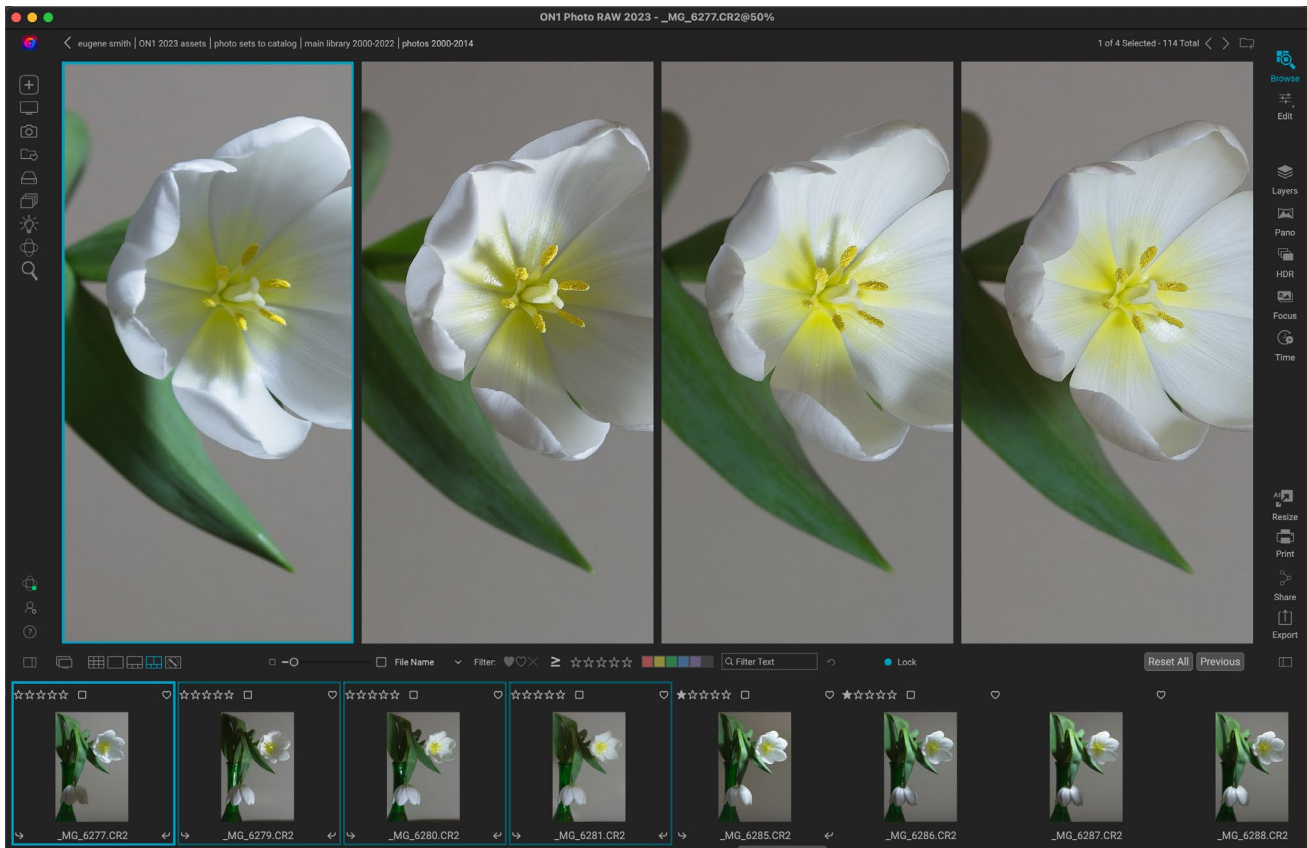 ON1 Photo RAW 2023 - _MG_6277.CR2@50%
eugene smith | ON1 2023 assets | photo sets to catalog | main library 2000-2022 | photos 2000-2014
1 of 4 Selected - 114 Total
Browse
Edit
Layers
Pano
HDR
Focus
Time
AI
Resize
Print
Share
Export
File Name
Filter:
≥
Filter Text
Lock
Reset All
Previous
_MG_6277.CR2
_MG_6279.CR2
_MG_6280.CR2
_MG_6281.CR2
_MG_6285.CR2
_MG_6286.CR2
_MG_6287.CR2
_MG_6288.CR2